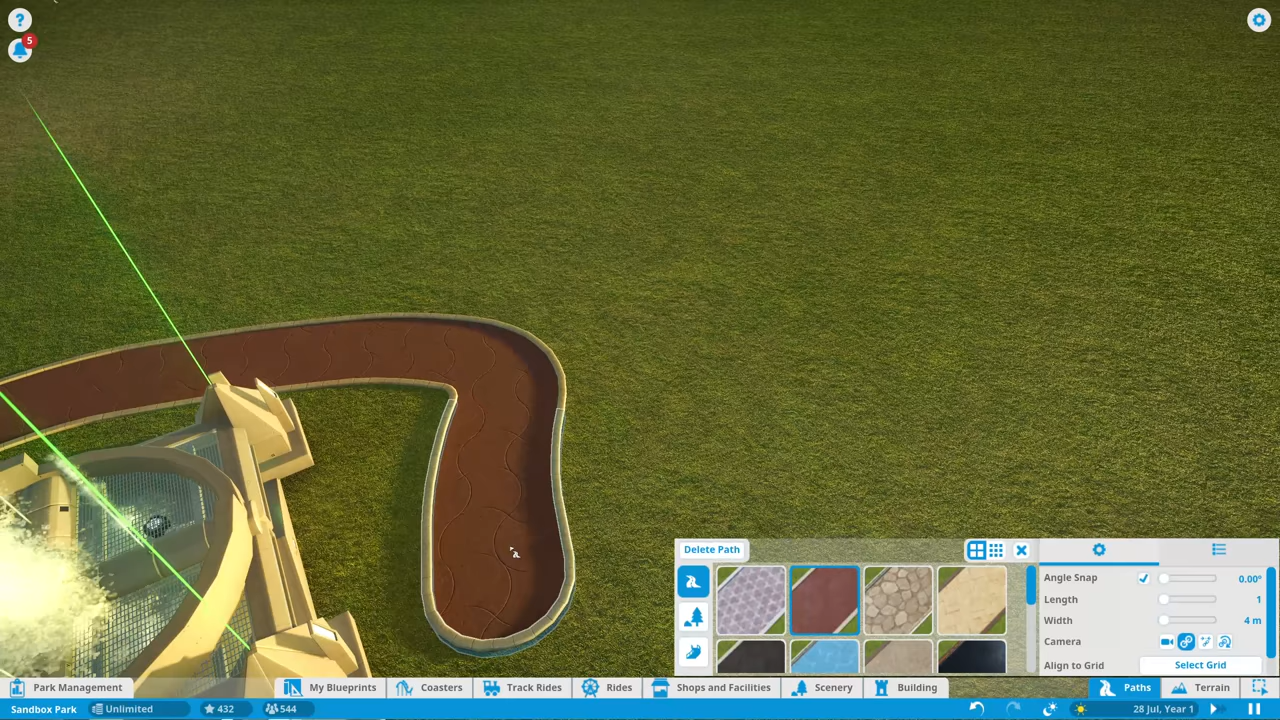 ?
5
Delete Path
Angle Snap 0.00°
Length 1
Width 4 m
Camera
Align to Grid Select Grid
Park Management My Blueprints Coasters Track Rides Rides Shops and Facilities Scenery Building Paths Terrain
Sandbox Park Unlimited 432 544 28 Jul, Year 1